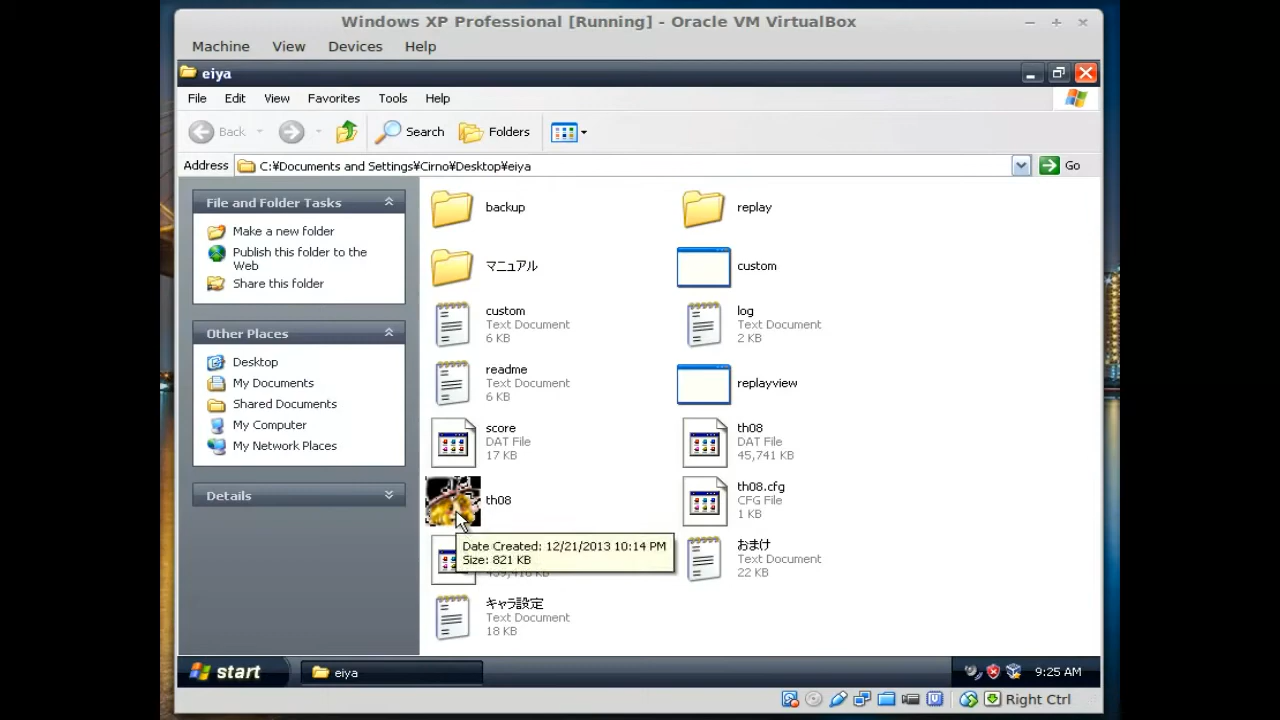 Windows XP Professional [Running] - Oracle VM VirtualBox
Machine View Devices Help
eiya
File Edit View Favorites Tools Help
Back Search Folders
Address C:¥Documents and Settings¥Cirno¥Desktop¥eiya Go
File and Folder Tasks
Make a new folder
Publish this folder to the
Web
Share this folder
Other Places
Desktop
My Documents
Shared Documents
My Computer
My Network Places
Details
backup
replay
マニュアル
custom
custom
Text Document
6 KB
log
Text Document
2 KB
readme
Text Document
6 KB
replayview
score
DAT File
17 KB
th08
DAT File
45,741 KB
th08
th08.cfg
CFG File
1 KB
Date Created: 12/21/2013 10:14 PM
Size: 821 KB
おまけ
Text Document
22 KB
キャラ設定
Text Document
18 KB
start eiya 9:25 AM
Right Ctrl